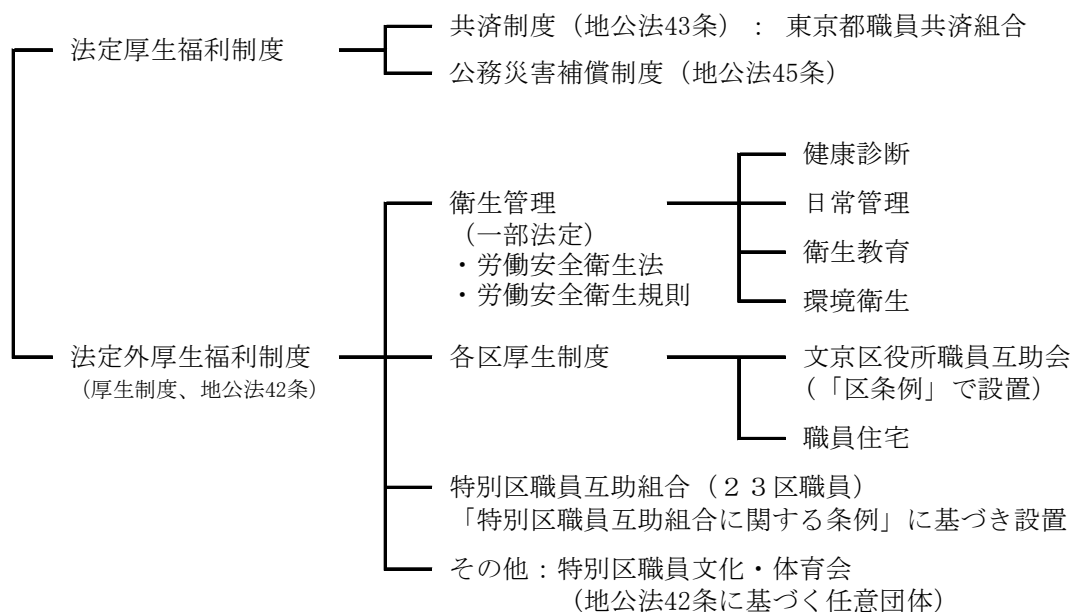 法定厚生福利制度
共済制度（地公法43条）： 東京都職員共済組合
公務災害補償制度（地公法45条）
法定外厚生福利制度
（厚生制度、地公法42条）
衛生管理
（一部法定）
・労働安全衛生法
・労働安全衛生規則
健康診断
日常管理
衛生教育
環境衛生
各区厚生制度
文京区役所職員互助会
（「区条例」で設置）
職員住宅
特別区職員互助組合（２３区職員）
「特別区職員互助組合に関する条例」に基づき設置
その他：特別区職員文化・体育会
（地公法42条に基づく任意団体）